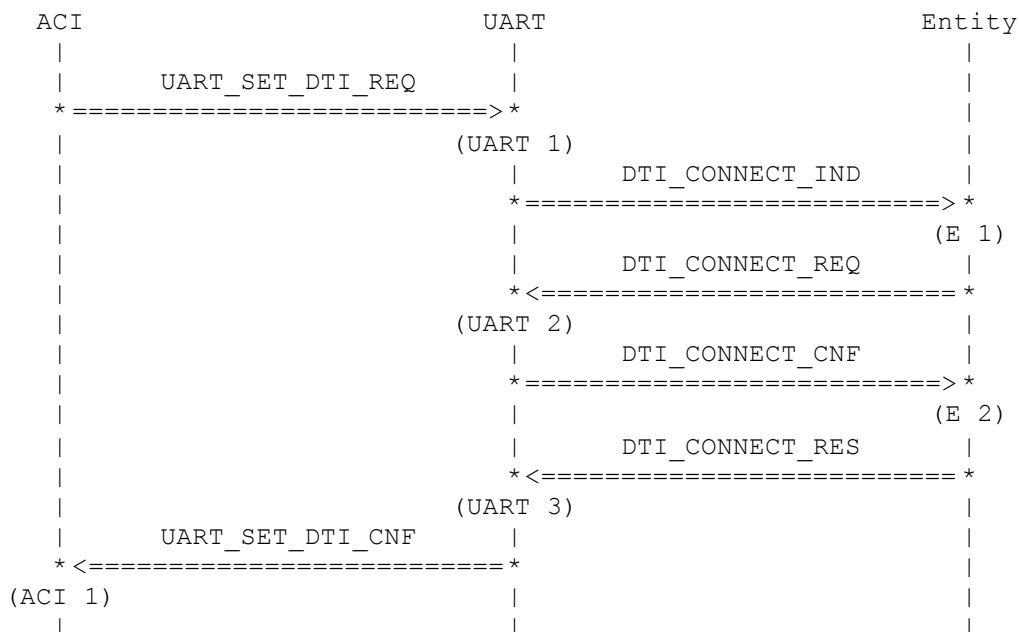 ACI UART Entity
| | |
| UART_SET_DTI_REQ | |
*==========================>* |
| (UART 1) |
| | DTI_CONNECT_IND |
| *==========================>*
| | (E 1)
| | DTI_CONNECT_REQ |
| *<==========================*
| (UART 2) |
| | DTI_CONNECT_CNF |
| *==========================>*
| | (E 2)
| | DTI_CONNECT_RES |
| *<==========================*
| (UART 3) |
| UART_SET_DTI_CNF | |
*<==========================* |
(ACI 1) | |
| | |